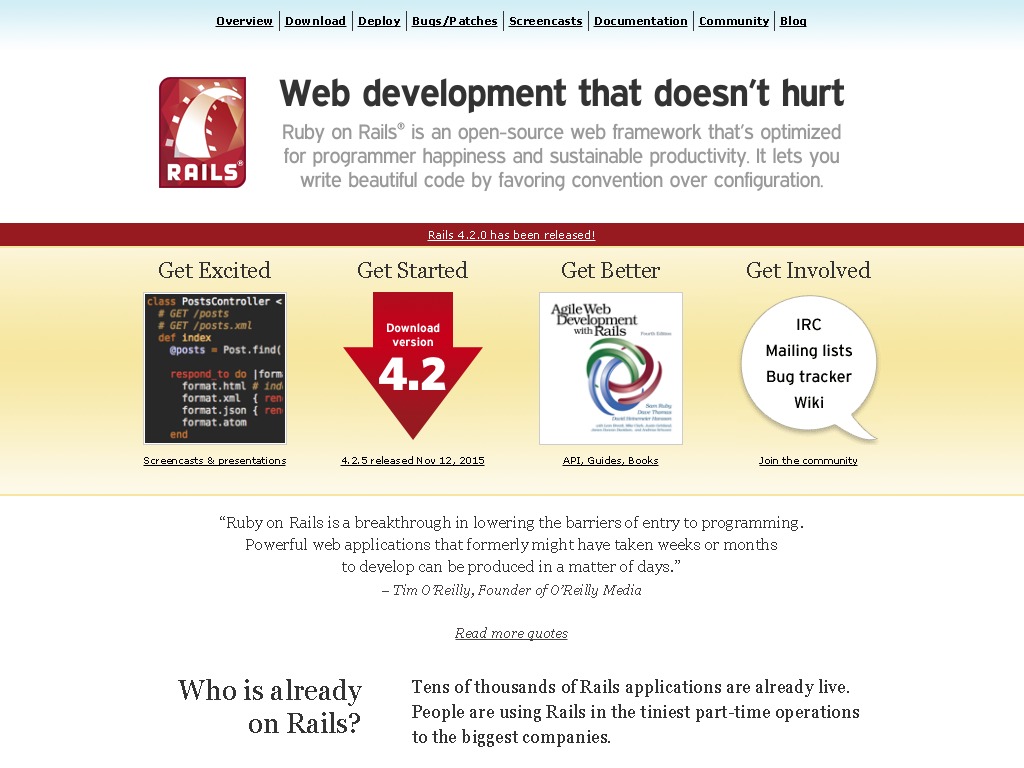 Overview Download Deploy Bugs/Patches Screencasts Documentation Community Blog
Web development that doesn't hurt
Ruby on Rails® is an open-source web framework that's optimized
for programmer happiness and sustainable productivity. It lets you
write beautiful code by favoring convention over configuration.
RAILS®
Rails 4.2.0 has been released!
Get Excited
class PostsController <
# GET /posts
# GET /posts.xml
def index
@posts = Post.find(
respond_to do |form
format.html # ind
format.xml { ren
format.json { ren
format.atom
end
Screencasts & presentations
Get Started
Download
version
4.2
4.2.5 released Nov 12, 2015
Get Better
Agile Web
Development
with Rails
Fourth Edition
Sam Ruby
Dave Thomas
David Heinemeier Hansson
API, Guides, Books
Get Involved
IRC
Mailing lists
Bug tracker
Wiki
Join the community
“Ruby on Rails is a breakthrough in lowering the barriers of entry to programming.
Powerful web applications that formerly might have taken weeks or months
to develop can be produced in a matter of days.”
– Tim O’Reilly, Founder of O’Reilly Media
Read more quotes
Who is already
on Rails?
Tens of thousands of Rails applications are already live.
People are using Rails in the tiniest part-time operations
to the biggest companies.